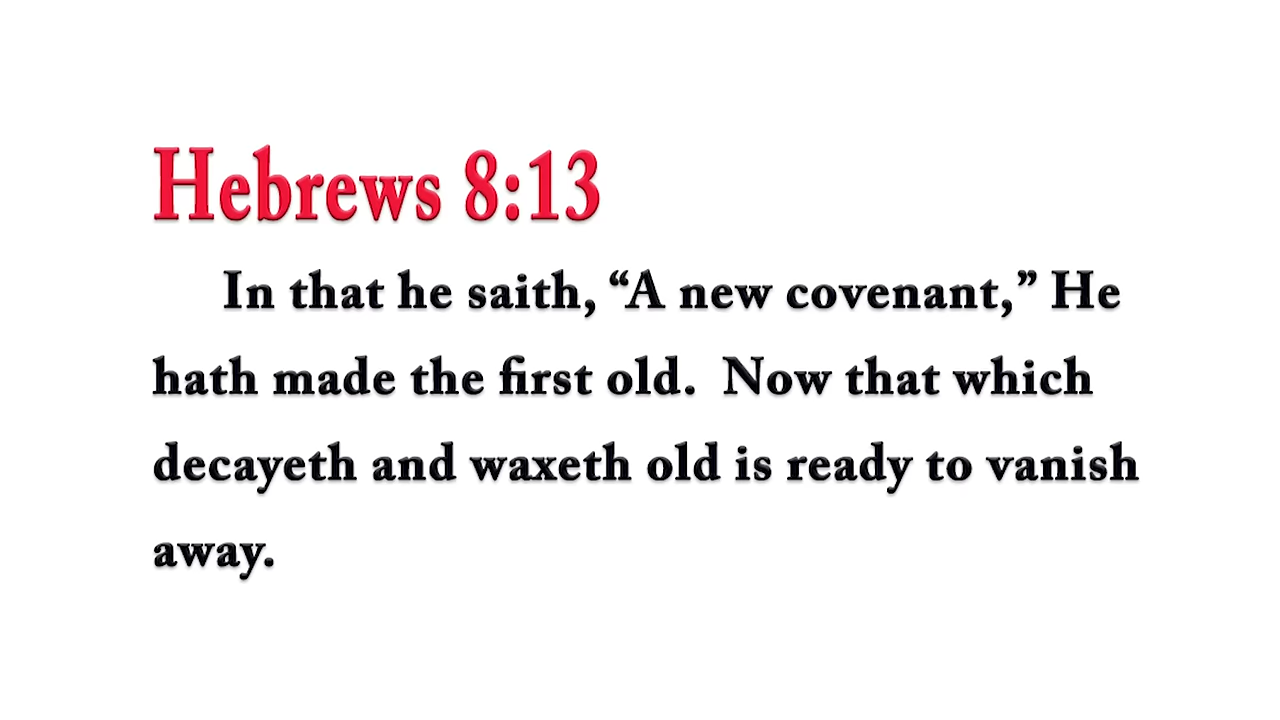 Hebrews 8:13
In that he saith, “A new covenant,” He
hath made the first old.  Now that which
decayeth and waxeth old is ready to vanish
away.